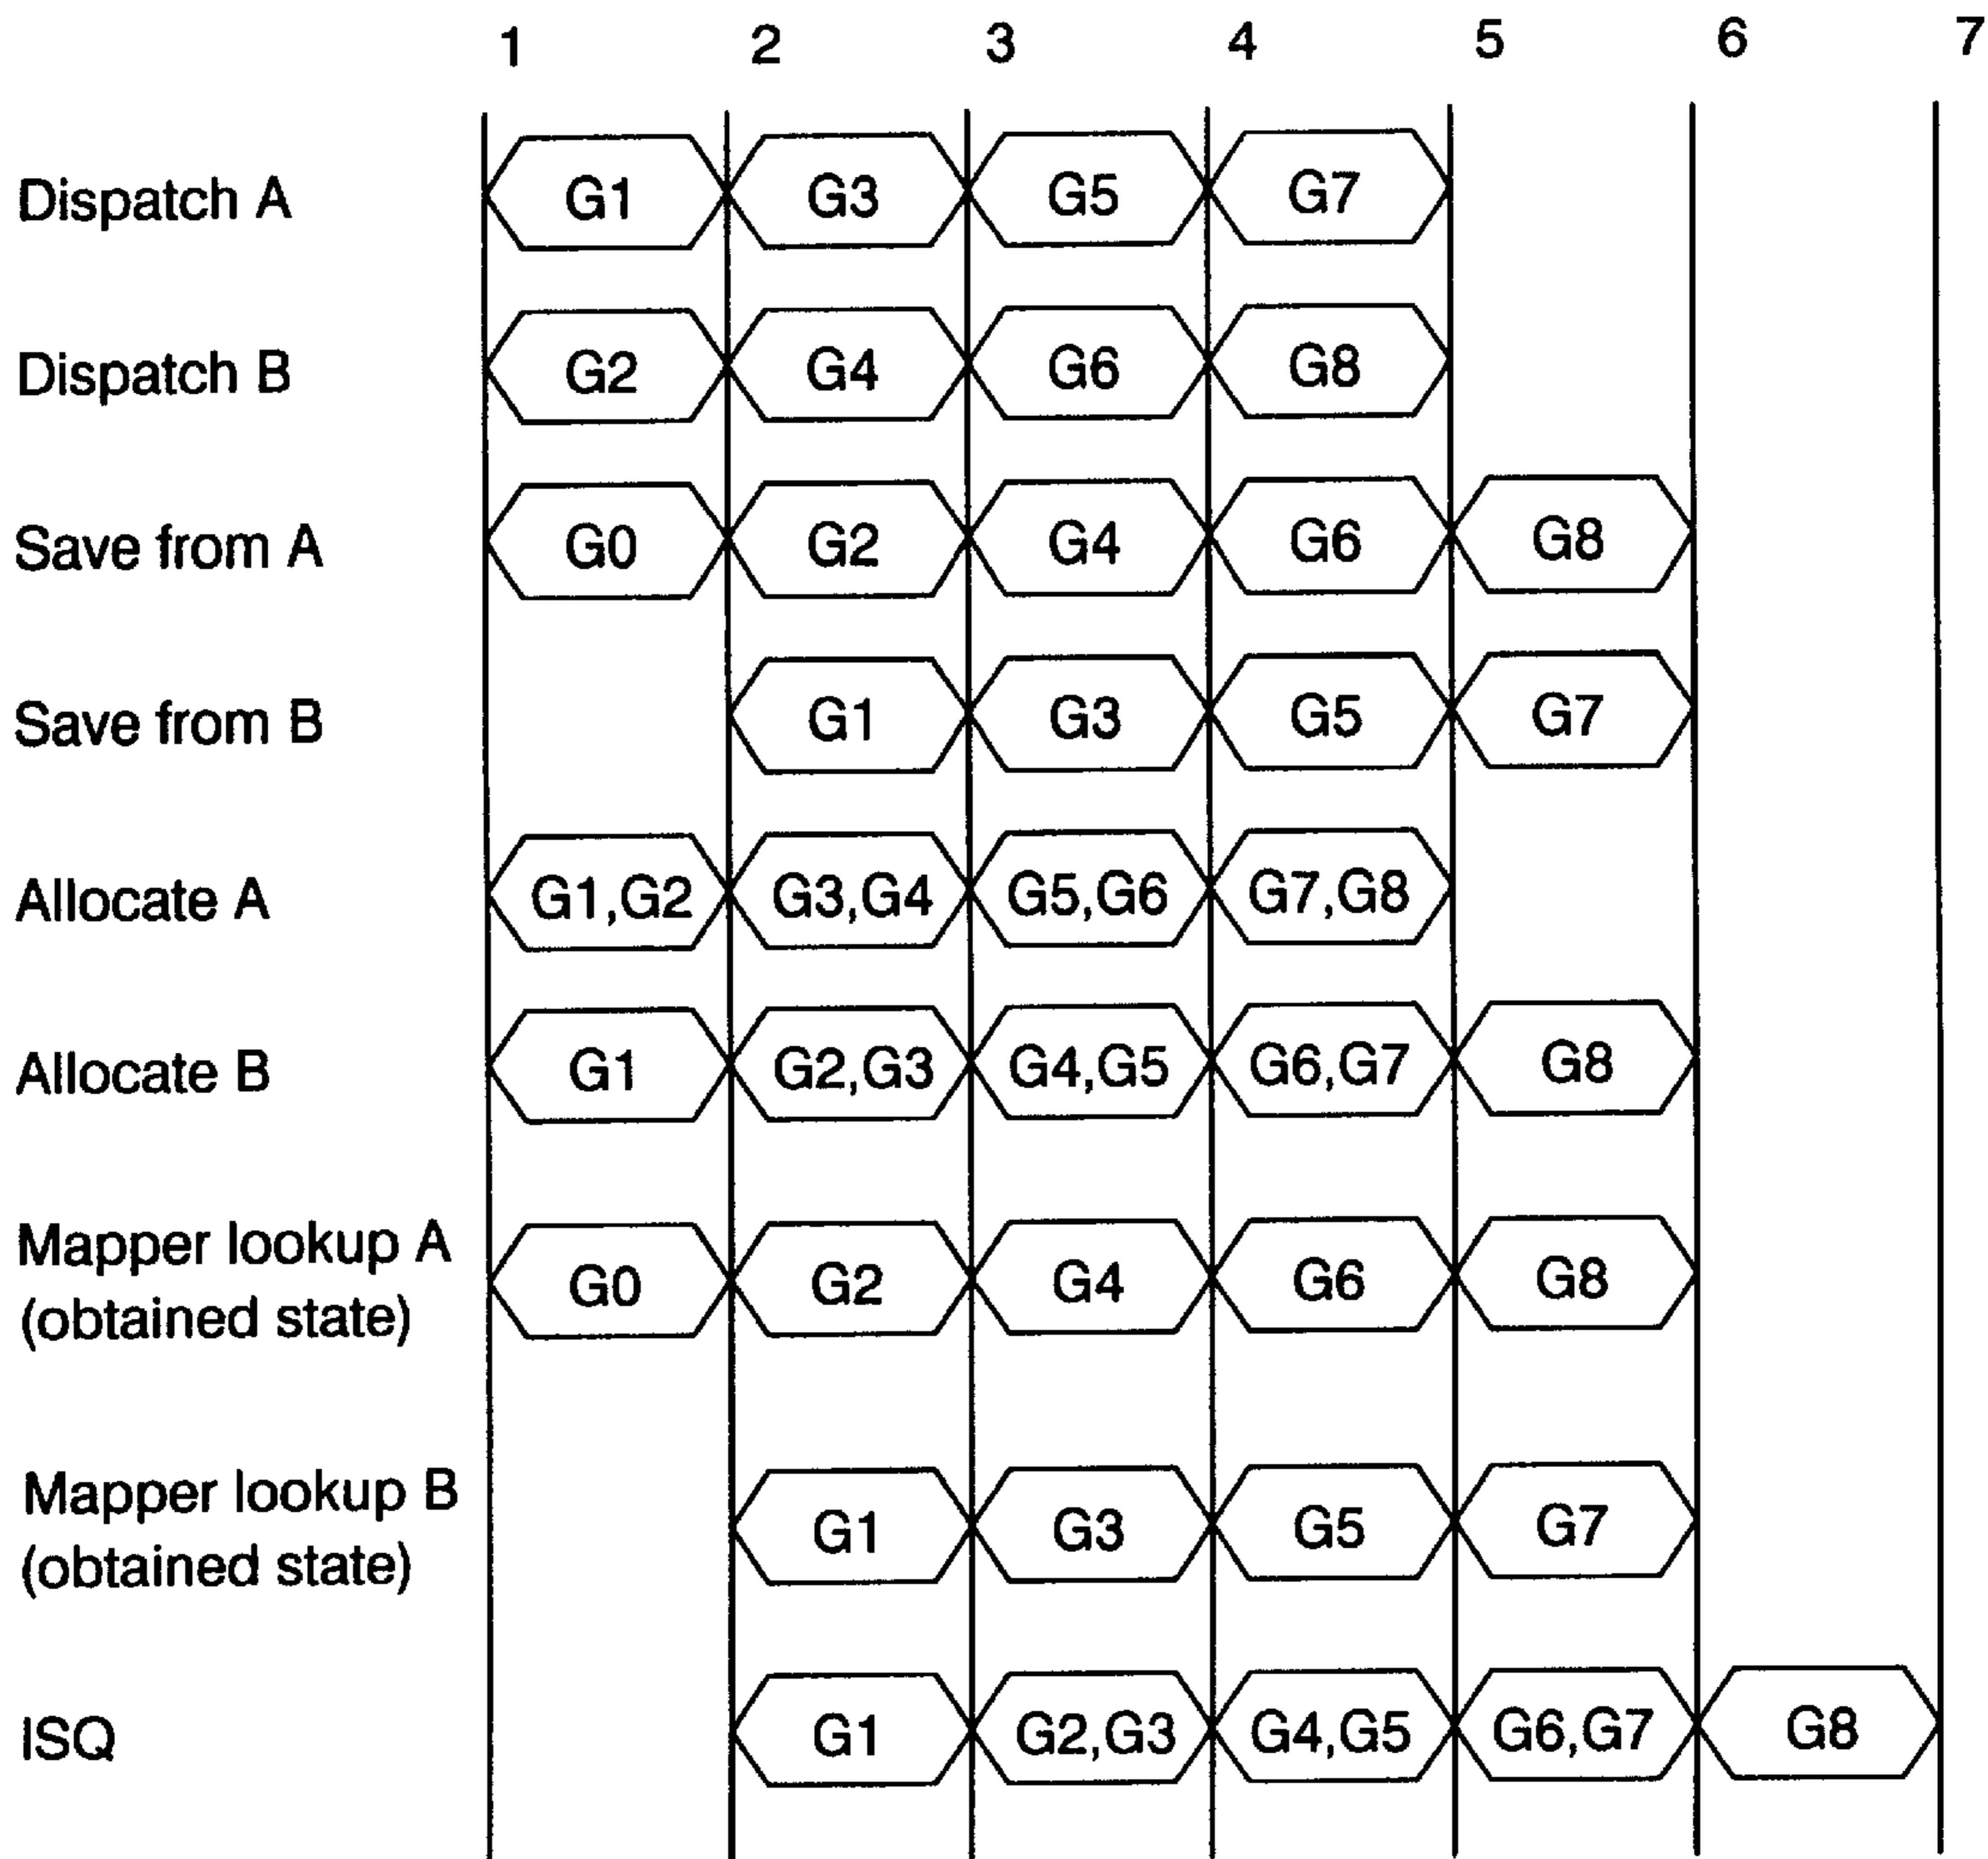 1 2 3 4 5 6 7
Dispatch A G1 G3 G5 G7
Dispatch B G2 G4 G6 G8
Save from A G0 G2 G4 G6 G8
Save from B G1 G3 G5 G7
Allocate A G1,G2 G3,G4 G5,G6 G7,G8
Allocate B G1 G2,G3 G4,G5 G6,G7 G8
Mapper lookup A
(obtained state) G0 G2 G4 G6 G8
Mapper lookup B
(obtained state) G1 G3 G5 G7
ISQ G1 G2,G3 G4,G5 G6,G7 G8